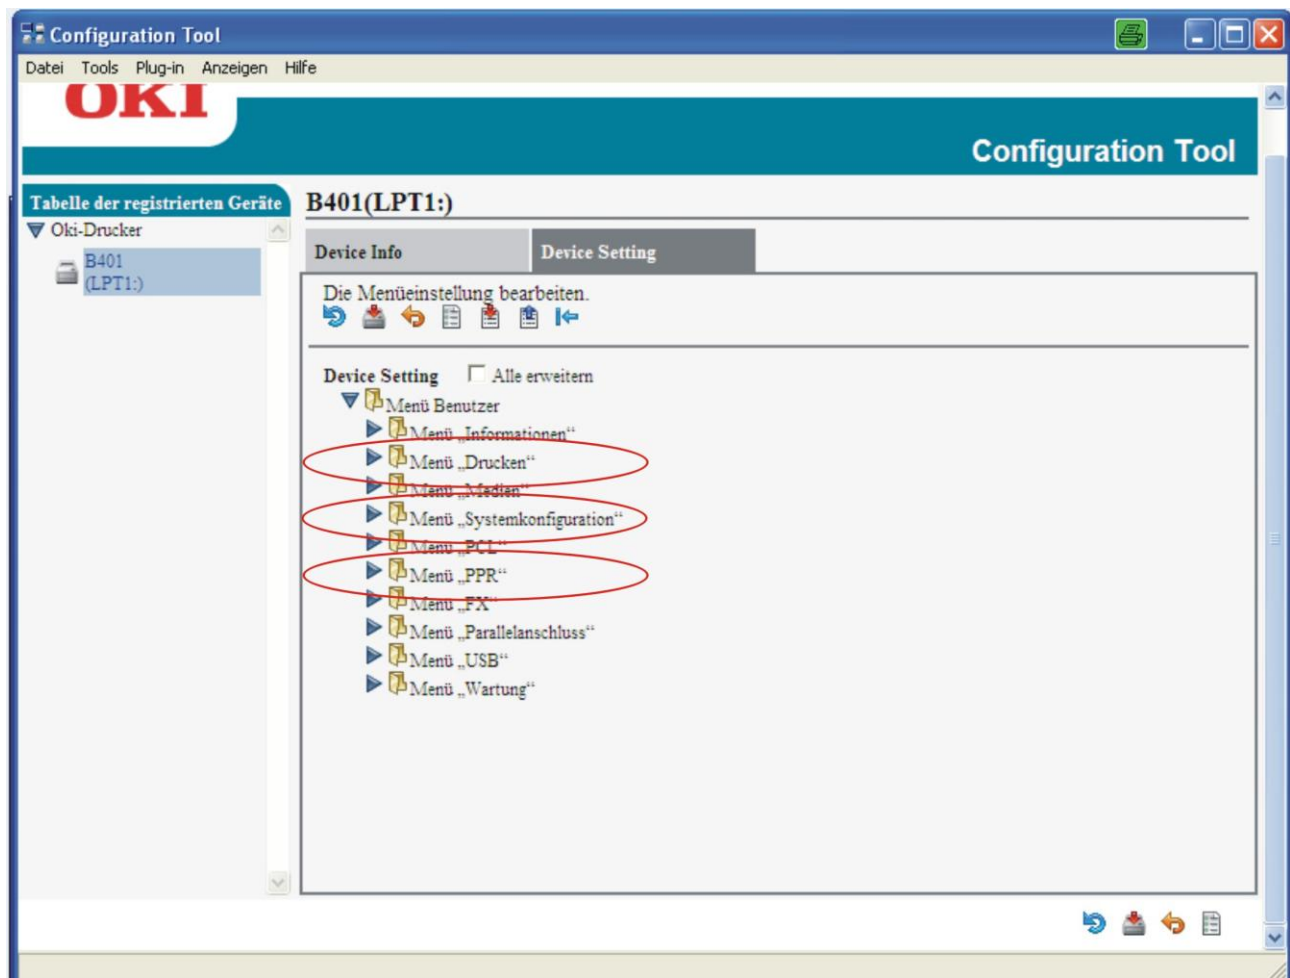 Configuration Tool
Datei Tools Plug-in Anzeigen Hilfe
OKI
Configuration Tool
Tabelle der registrierten Geräte
Oki-Drucker
B401
(LPT1:)
B401(LPT1:)
Device Info
Device Setting
Die Menüeinstellung bearbeiten.
Device Setting Alle erweitern
Menü Benutzer
Menü „Informationen“
Menü „Drucken“
Menü „Medien“
Menü „Systemkonfiguration“
Menü „PCL“
Menü „PPR“
Menü „FX“
Menü „Parallelanschluss“
Menü „USB“
Menü „Wartung“